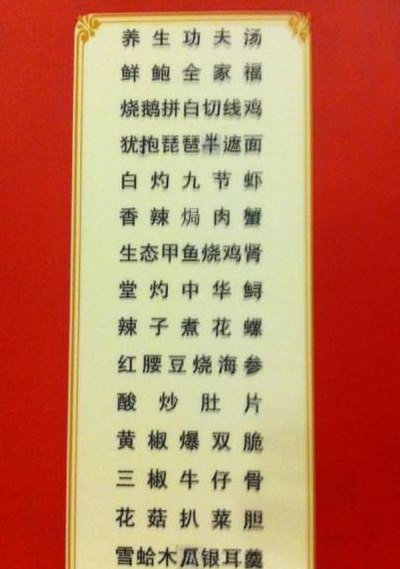 养生功夫汤
鲜鲍全家福
烧鹅拼白切线鸡
犹抱琵琶半遮面
白灼九节虾
香辣焗肉蟹
生态甲鱼烧鸡肾
堂灼中华鲟
辣子煮花螺
红腰豆烧海参
酸炒肚片
黄椒爆双脆
三椒牛仔骨
花菇扒菜胆
雪蛤木瓜银耳羹